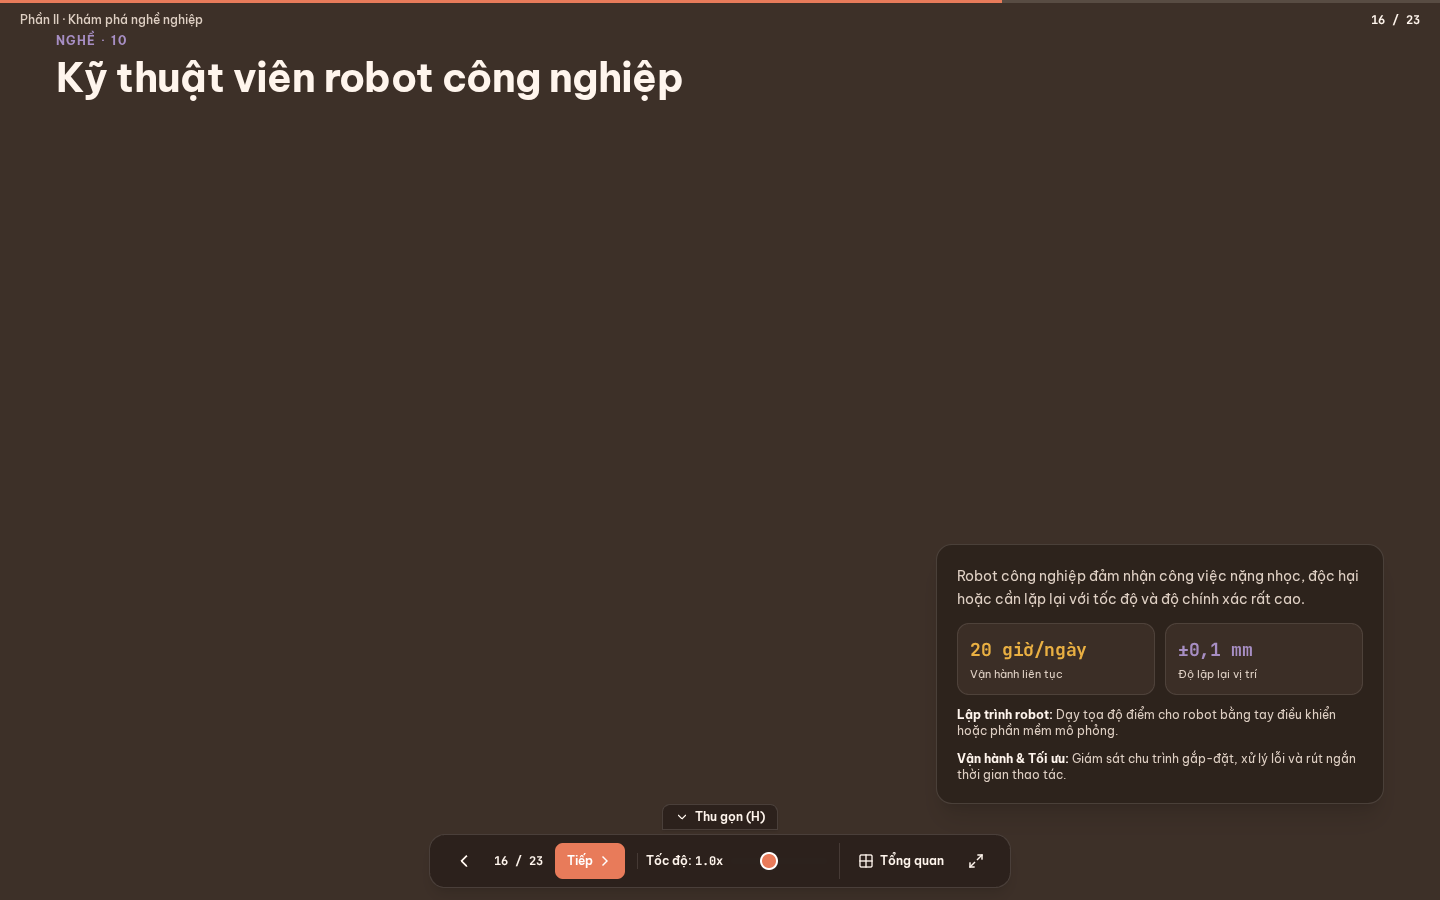 Phần II · Khám phá nghề nghiệp
16 / 23
NGHỀ · 10
Kỹ thuật viên robot công nghiệp
Robot công nghiệp đảm nhận công việc nặng nhọc, độc hại
hoặc cần lặp lại với tốc độ và độ chính xác rất cao.
20 giờ/ngày
Vận hành liên tục
±0,1 mm
Độ lặp lại vị trí
Lập trình robot: Dạy tọa độ điểm cho robot bằng tay điều khiển
hoặc phần mềm mô phỏng.
Vận hành & Tối ưu: Giám sát chu trình gắp-đặt, xử lý lỗi và rút ngắn
thời gian thao tác.
Thu gọn (H)
16 / 23
Tiếp
Tốc độ: 1.0x
Tổng quan